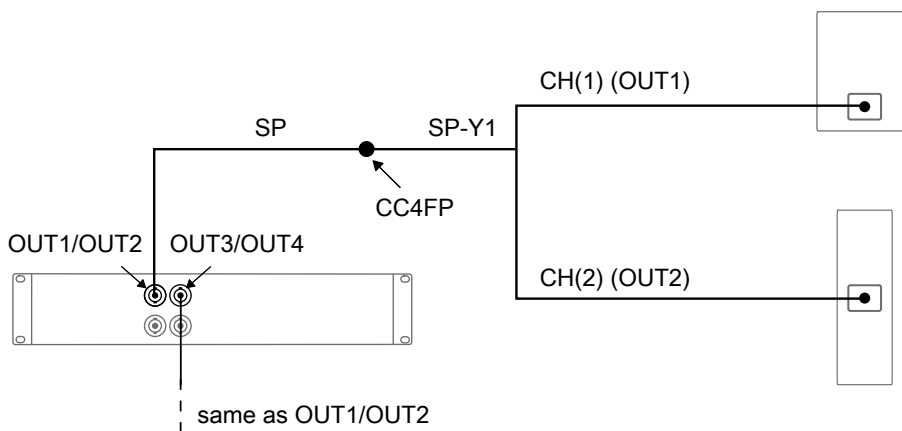 CH(1) (OUT1)
SP
SP-Y1
CC4FP
OUT1/OUT2
OUT3/OUT4
CH(2) (OUT2)
same as OUT1/OUT2